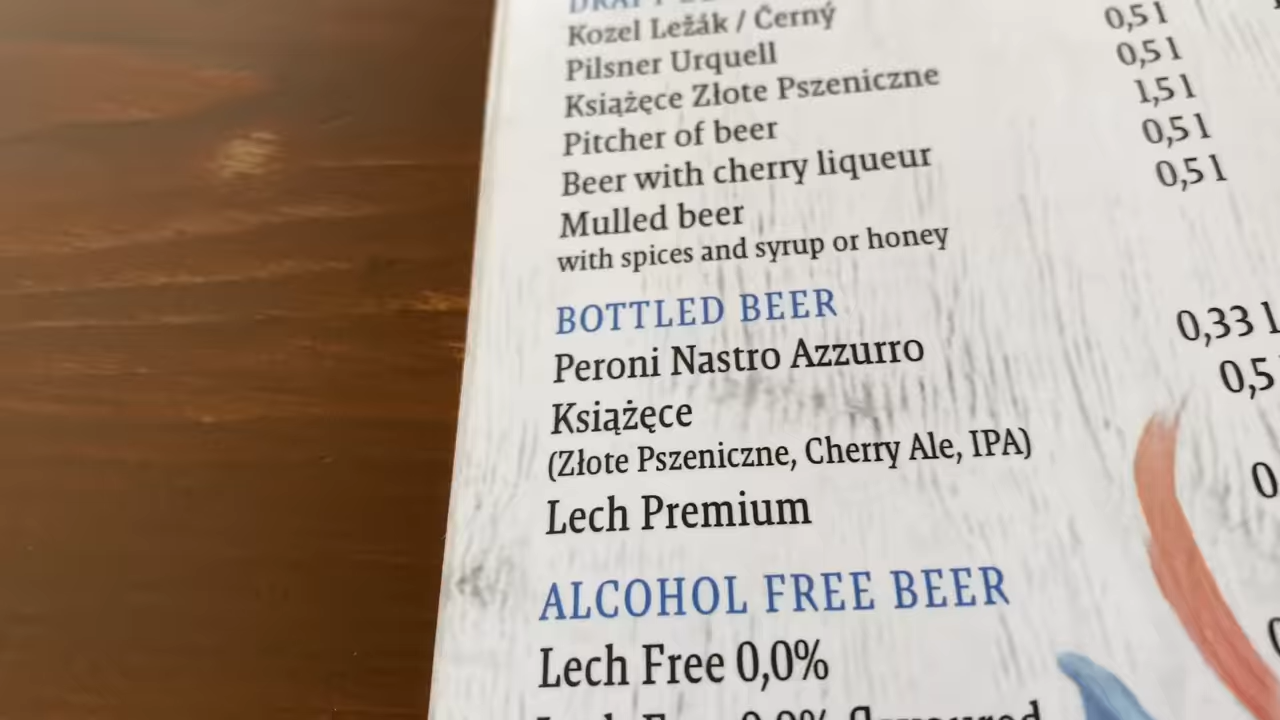 Kozel Ležák / Černý 0,5 l
Pilsner Urquell 0,5 l
Książęce Złote Pszeniczne 1,5 l
Pitcher of beer 0,5 l
Beer with cherry liqueur 0,5 l
Mulled beer
with spices and syrup or honey
BOTTLED BEER
Peroni Nastro Azzurro 0,33 l
Książęce 0,5
(Złote Pszeniczne, Cherry Ale, IPA)
Lech Premium
ALCOHOL FREE BEER
Lech Free 0,0%